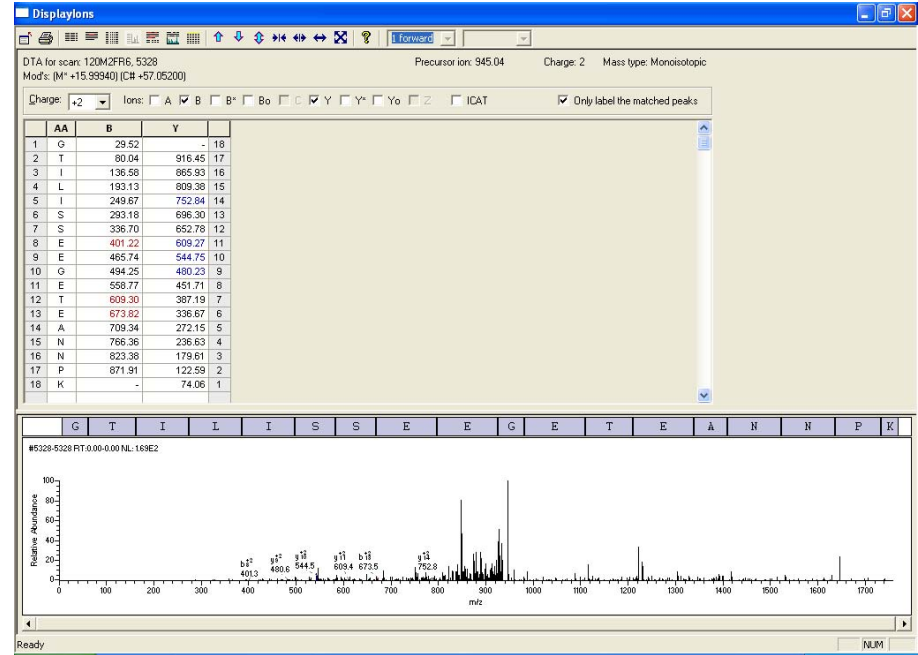 DisplayIons
1 forward
DTA for scan: 120M2FR6, 5328 Precursor ion: 945.04 Charge: 2 Mass type: Monoisotopic
Mod's: (M* +15.99940) (C# +57.05200)
Charge: +2 Ions: A B B* Bo C Y Y* Yo Z ICAT Only label the matched peaks
AA B Y
1 G 29.52 - 18
2 T 80.04 916.45 17
3 I 136.58 865.93 16
4 L 193.13 809.38 15
5 I 249.67 752.84 14
6 S 293.18 696.30 13
7 S 336.70 652.78 12
8 E 401.22 609.27 11
9 E 465.74 544.75 10
10 G 494.25 480.23 9
11 E 558.77 451.71 8
12 T 609.30 387.19 7
13 E 673.82 336.67 6
14 A 709.34 272.15 5
15 N 766.36 236.63 4
16 N 823.38 179.61 3
17 P 871.91 122.59 2
18 K - 74.06 1
G T I L I S S E E G E T E A N N P K
#5328-5328 RT:0.00-0.00 NL: 1.69E2
100
80
60
40
20
0
Relative Abundance
401.3 480.6 544.5 609.4 673.5 752.8
0 100 200 300 400 500 600 700 800 900 1000 1100 1200 1300 1400 1500 1600 1700
m/z
Ready NUM